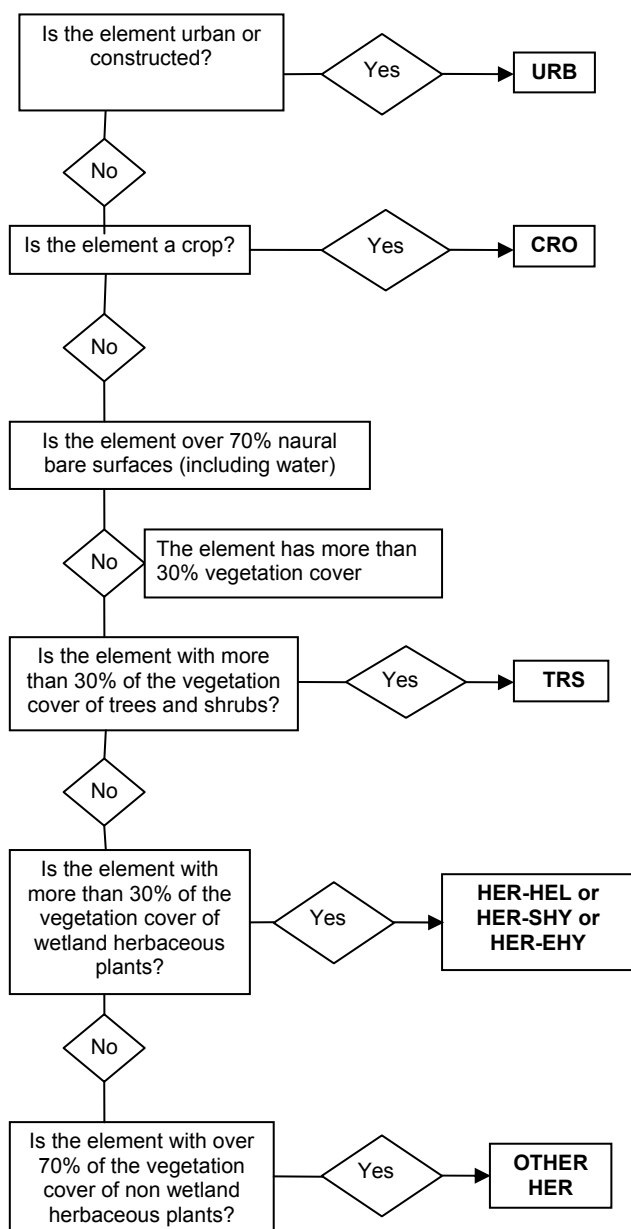 Is the element urban or
constructed?
Yes
URB
No
Is the element a crop?
Yes
CRO
No
Is the element over 70% naural
bare surfaces (including water)
No
The element has more than
30% vegetation cover
Is the element with more
than 30% of the vegetation
cover of trees and shrubs?
Yes
TRS
No
Is the element with
more than 30% of the
vegetation cover of
wetland herbaceous
plants?
Yes
HER-HEL or
HER-SHY or
HER-EHY
No
Is the element with over
70% of the vegetation
cover of non wetland
herbaceous plants?
Yes
OTHER
HER